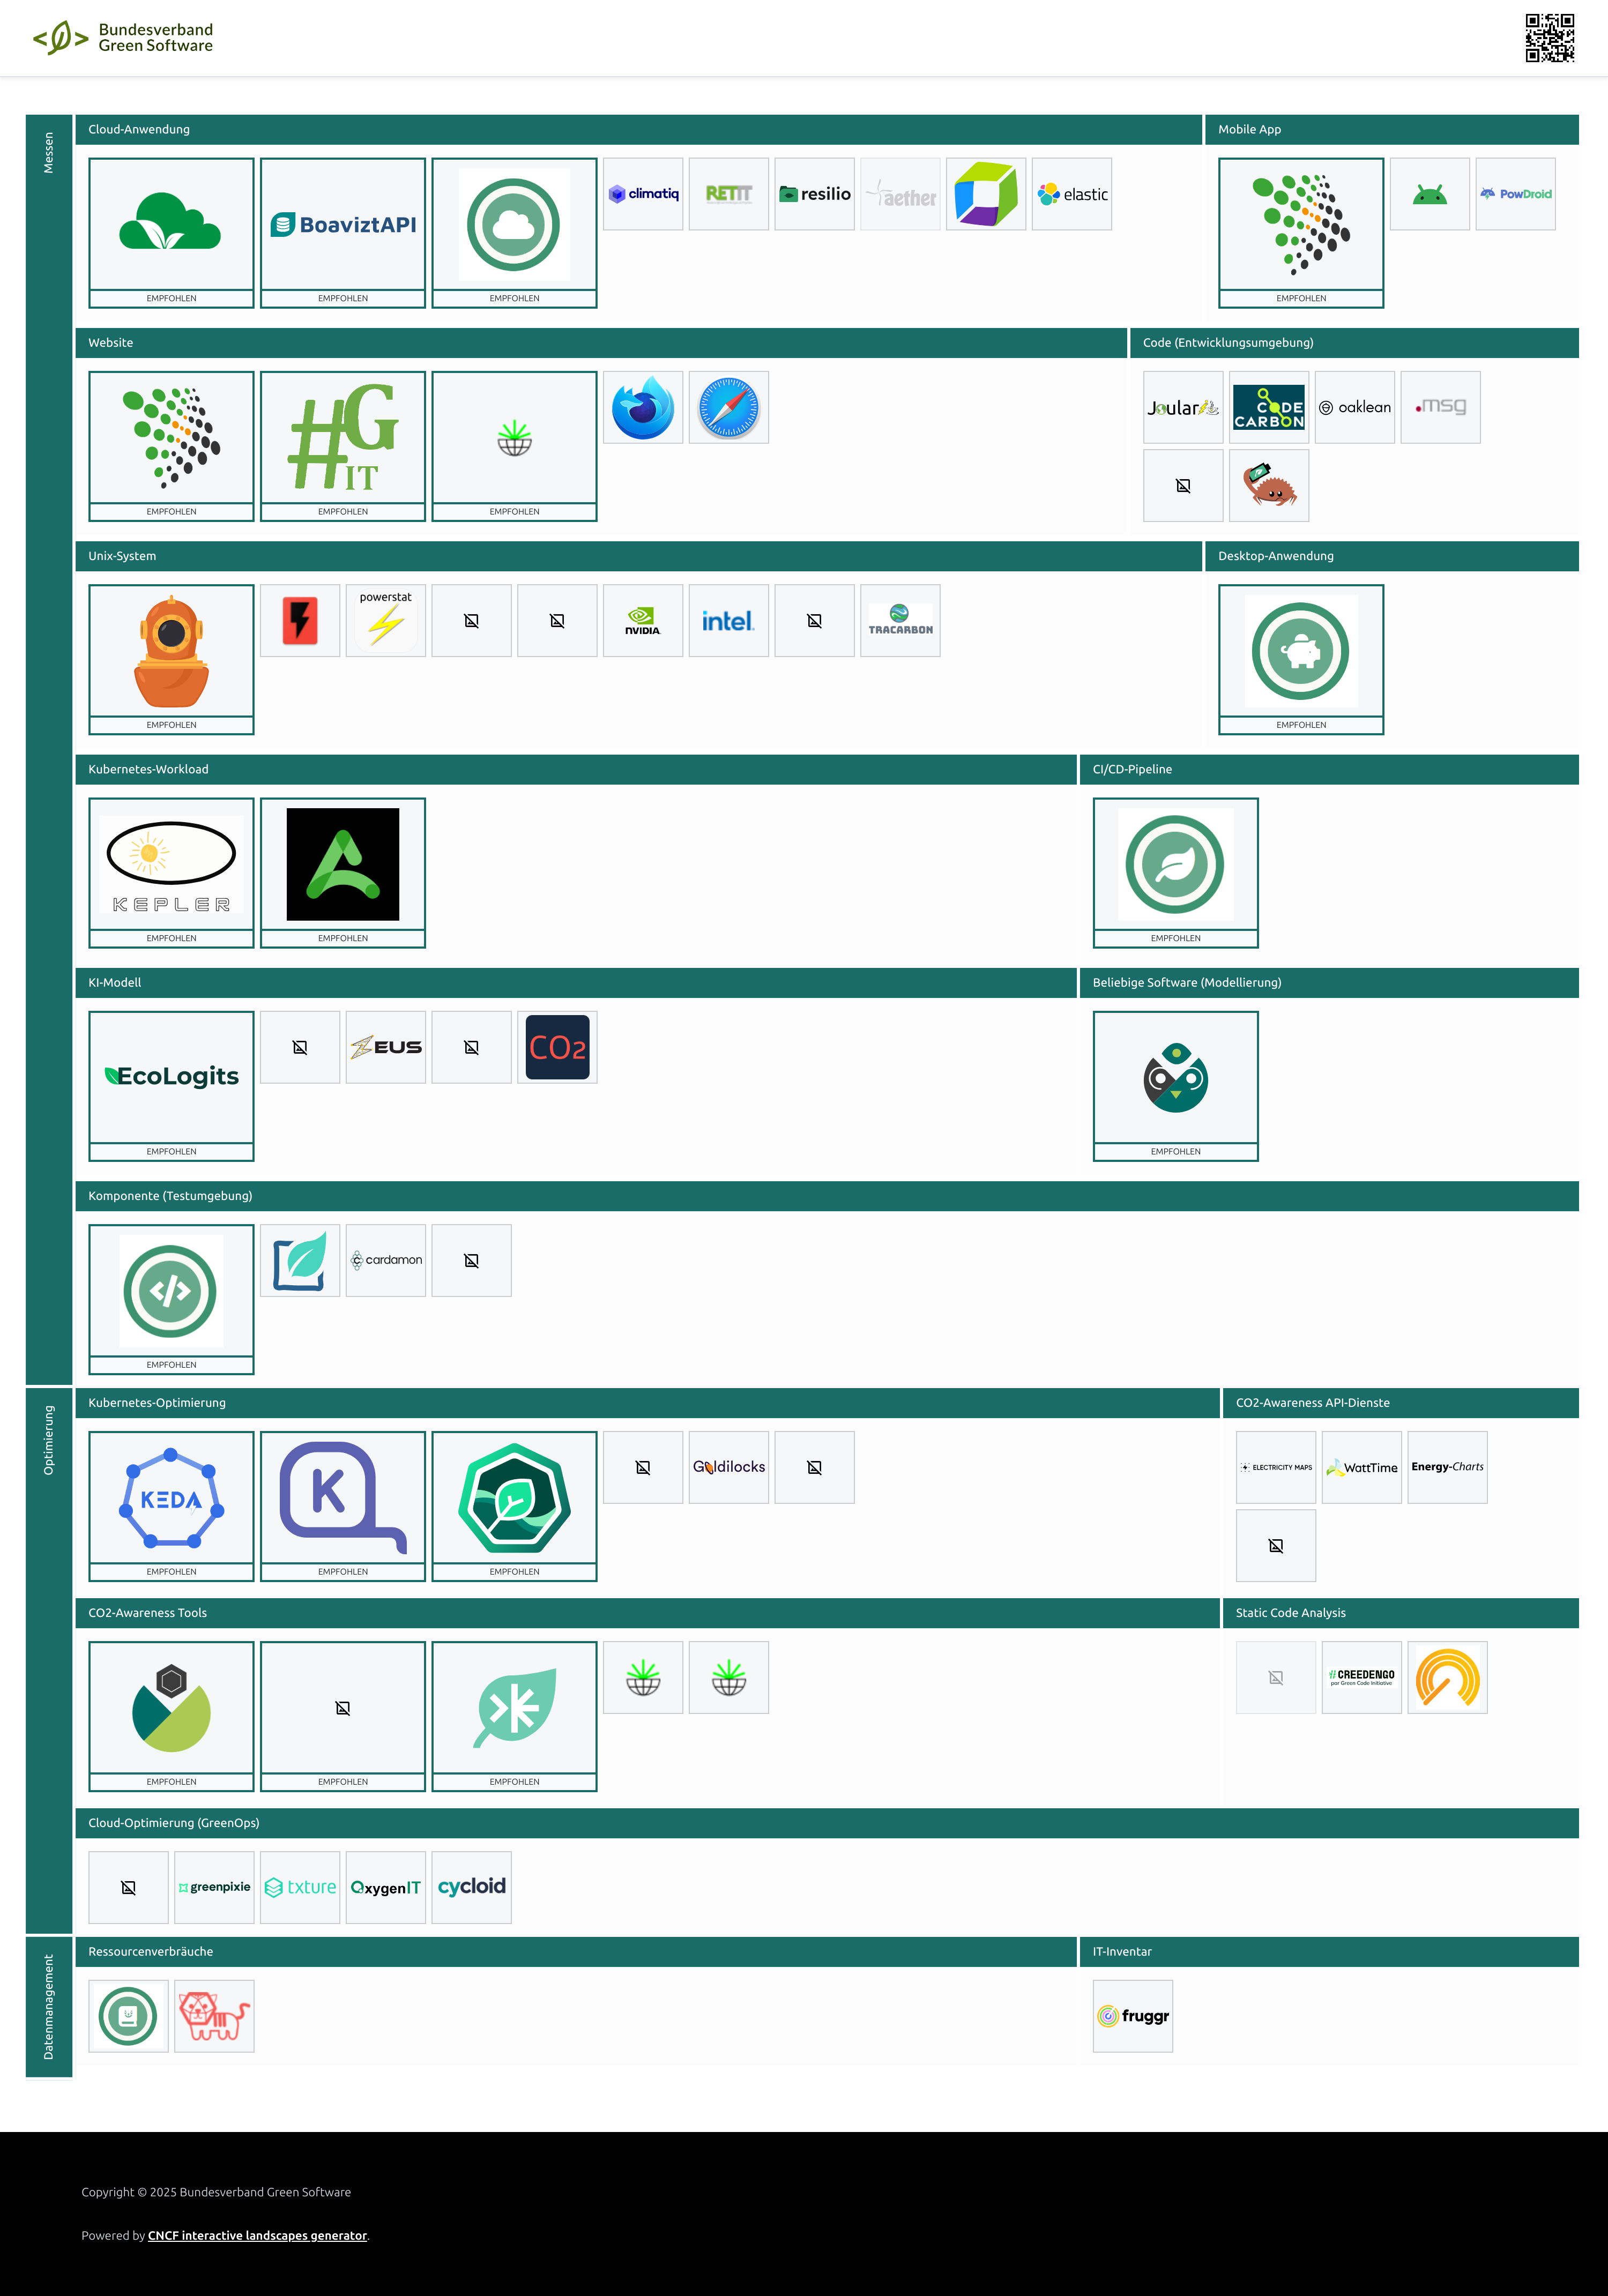 Bundesverband
Green Software
Messen
Cloud-Anwendung
Mobile App
BoaviztAPI
climatiq
RETIT
resilio
aether
elastic
PowDroid
EMPFOHLEN
EMPFOHLEN
EMPFOHLEN
EMPFOHLEN
Website
Code (Entwicklungsumgebung)
#G
IT
Joular
CODE
CARBON
oaklean
.msg
EMPFOHLEN
EMPFOHLEN
EMPFOHLEN
Unix-System
Desktop-Anwendung
powerstat
NVIDIA.
intel.
TRACARBON
EMPFOHLEN
EMPFOHLEN
Kubernetes-Workload
CI/CD-Pipeline
KEPLER
EMPFOHLEN
EMPFOHLEN
EMPFOHLEN
KI-Modell
Beliebige Software (Modellierung)
EcoLogits
ZEUS
CO2
EMPFOHLEN
EMPFOHLEN
Komponente (Testumgebung)
</>
cardamon
EMPFOHLEN
Optimierung
Kubernetes-Optimierung
CO2-Awareness API-Dienste
KEDA
K
Goldilocks
ELECTRICITY MAPS
WattTime
Energy-Charts
EMPFOHLEN
EMPFOHLEN
EMPFOHLEN
CO2-Awareness Tools
Static Code Analysis
#CREEDENGO
par Green Code Initiative
EMPFOHLEN
EMPFOHLEN
EMPFOHLEN
Cloud-Optimierung (GreenOps)
greenpixie
txture
OxygenIT
cycloid
Datenmanagement
Ressourcenverbräuche
IT-Inventar
fruggr
Copyright © 2025 Bundesverband Green Software
Powered by CNCF interactive landscapes generator.